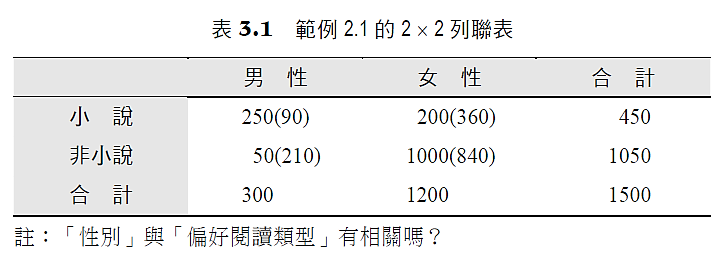 表 3.1 範例 2.1 的 2 × 2 列聯表
男 性 女 性 合 計
小 說 250(90) 200(360) 450
非小說 50(210) 1000(840) 1050
合 計 300 1200 1500
註：「性別」與「偏好閱讀類型」有相關嗎？